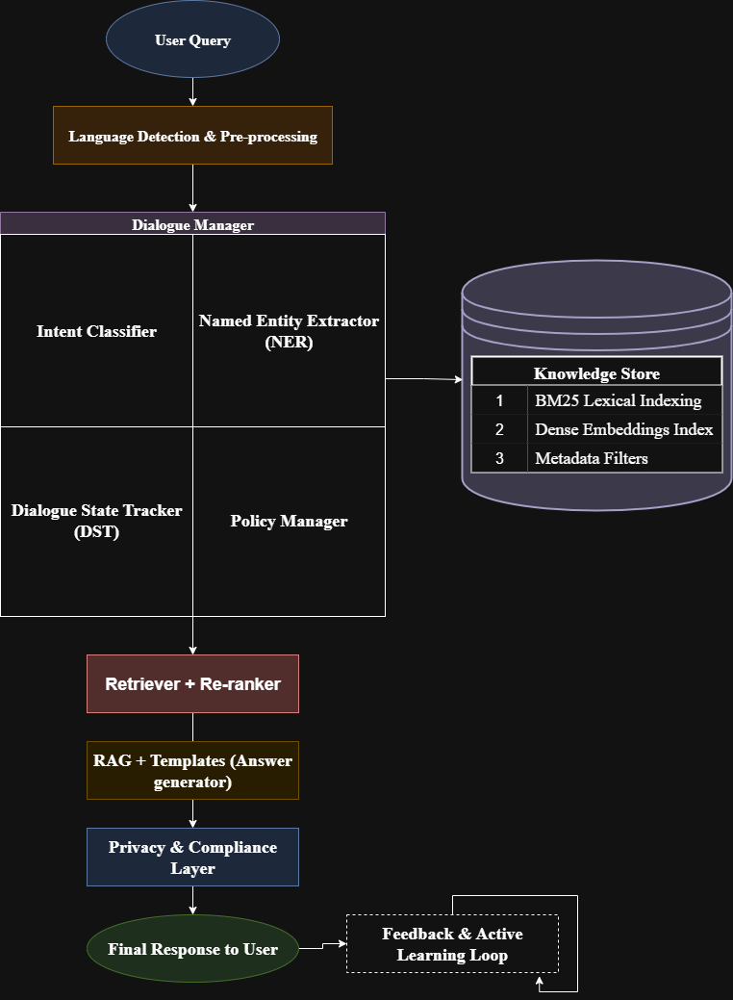 User Query
Language Detection & Pre-processing
Dialogue Manager
Intent Classifier
Named Entity Extractor
(NER)
Dialogue State Tracker
(DST)
Policy Manager
Knowledge Store
1 BM25 Lexical Indexing
2 Dense Embeddings Index
3 Metadata Filters
Retriever + Re-ranker
RAG + Templates (Answer
generator)
Privacy & Compliance
Layer
Final Response to User
Feedback & Active
Learning Loop